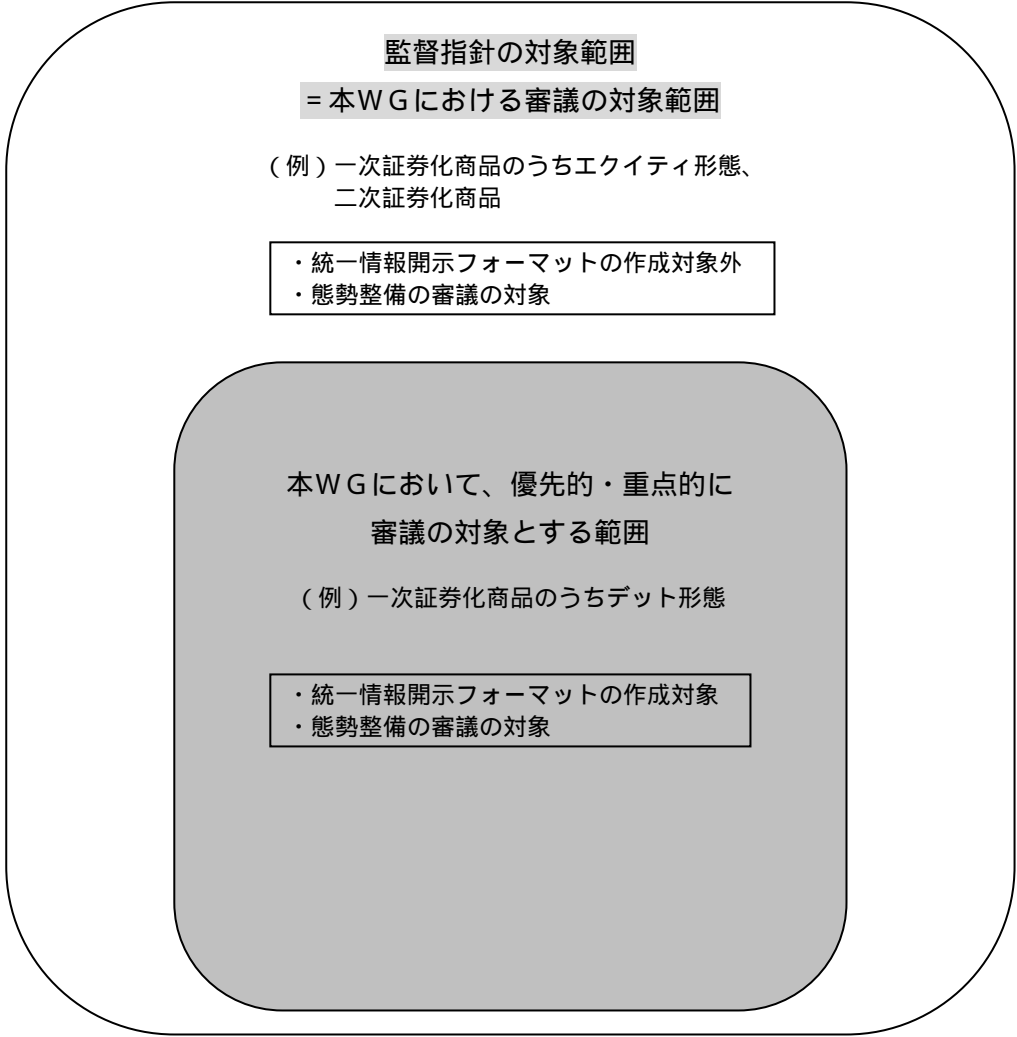 監督指針の対象範囲
=本WGにおける審議の対象範囲
(例)一次証券化商品のうちエクイティ形態、
二次証券化商品
・統一情報開示フォーマットの作成対象外
・態勢整備の審議の対象
本WGにおいて、優先的・重点的に
審議の対象とする範囲
(例)一次証券化商品のうちデット形態
・統一情報開示フォーマットの作成対象
・態勢整備の審議の対象